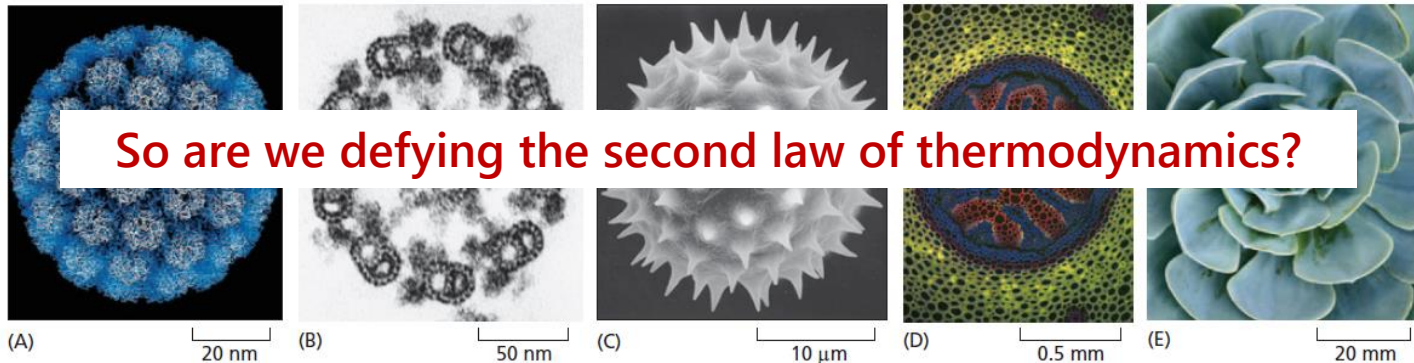 So are we defying the second law of thermodynamics?
(A)
20 nm
(B)
50 nm
(C)
10 μm
(D)
0.5 mm
(E)
20 mm